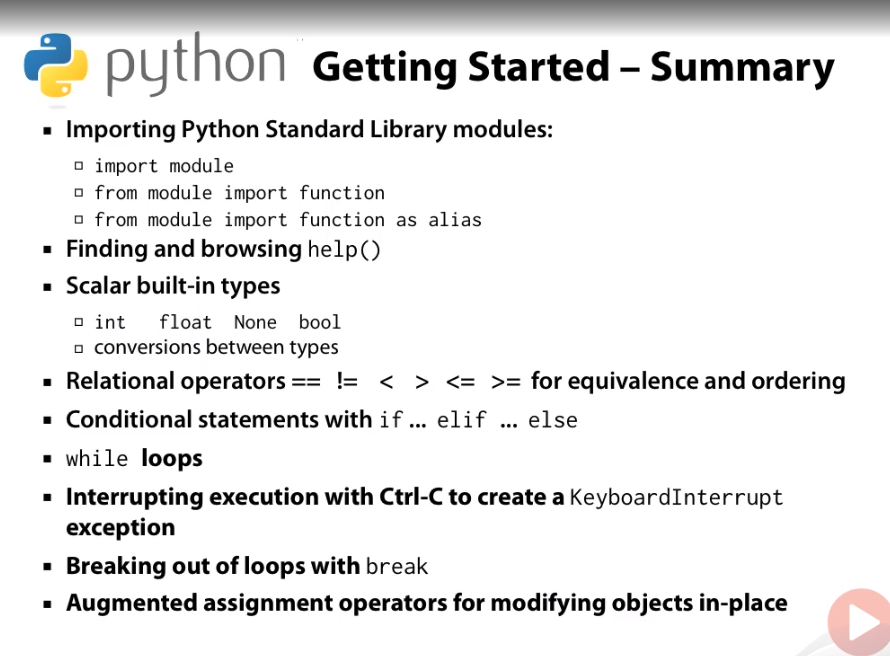 python Getting Started – Summary
▪ Importing Python Standard Library modules:
▫ import module
▫ from module import function
▫ from module import function as alias
▪ Finding and browsing help()
▪ Scalar built-in types
▫ int float None bool
▫ conversions between types
▪ Relational operators == != < > <= >= for equivalence and ordering
▪ Conditional statements with if ... elif ... else
▪ while loops
▪ Interrupting execution with Ctrl-C to create a KeyboardInterrupt
exception
▪ Breaking out of loops with break
▪ Augmented assignment operators for modifying objects in-place